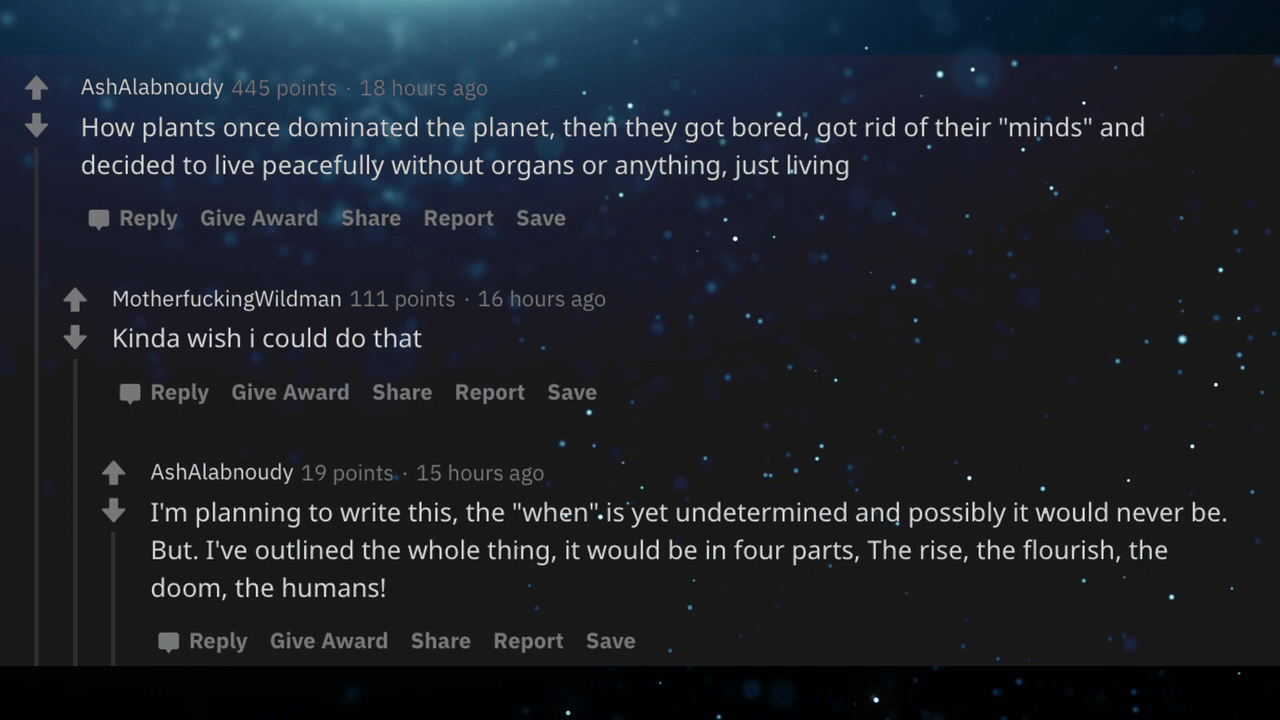 AshAlabnoudy 445 points · 18 hours ago
How plants once dominated the planet, then they got bored, got rid of their "minds" and
decided to live peacefully without organs or anything, just living
Reply Give Award Share Report Save
MotherfuckingWildman 111 points · 16 hours ago
Kinda wish i could do that
Reply Give Award Share Report Save
AshAlabnoudy 19 points · 15 hours ago
I'm planning to write this, the "when" is yet undetermined and possibly it would never be.
But. I've outlined the whole thing, it would be in four parts, The rise, the flourish, the
doom, the humans!
Reply Give Award Share Report Save